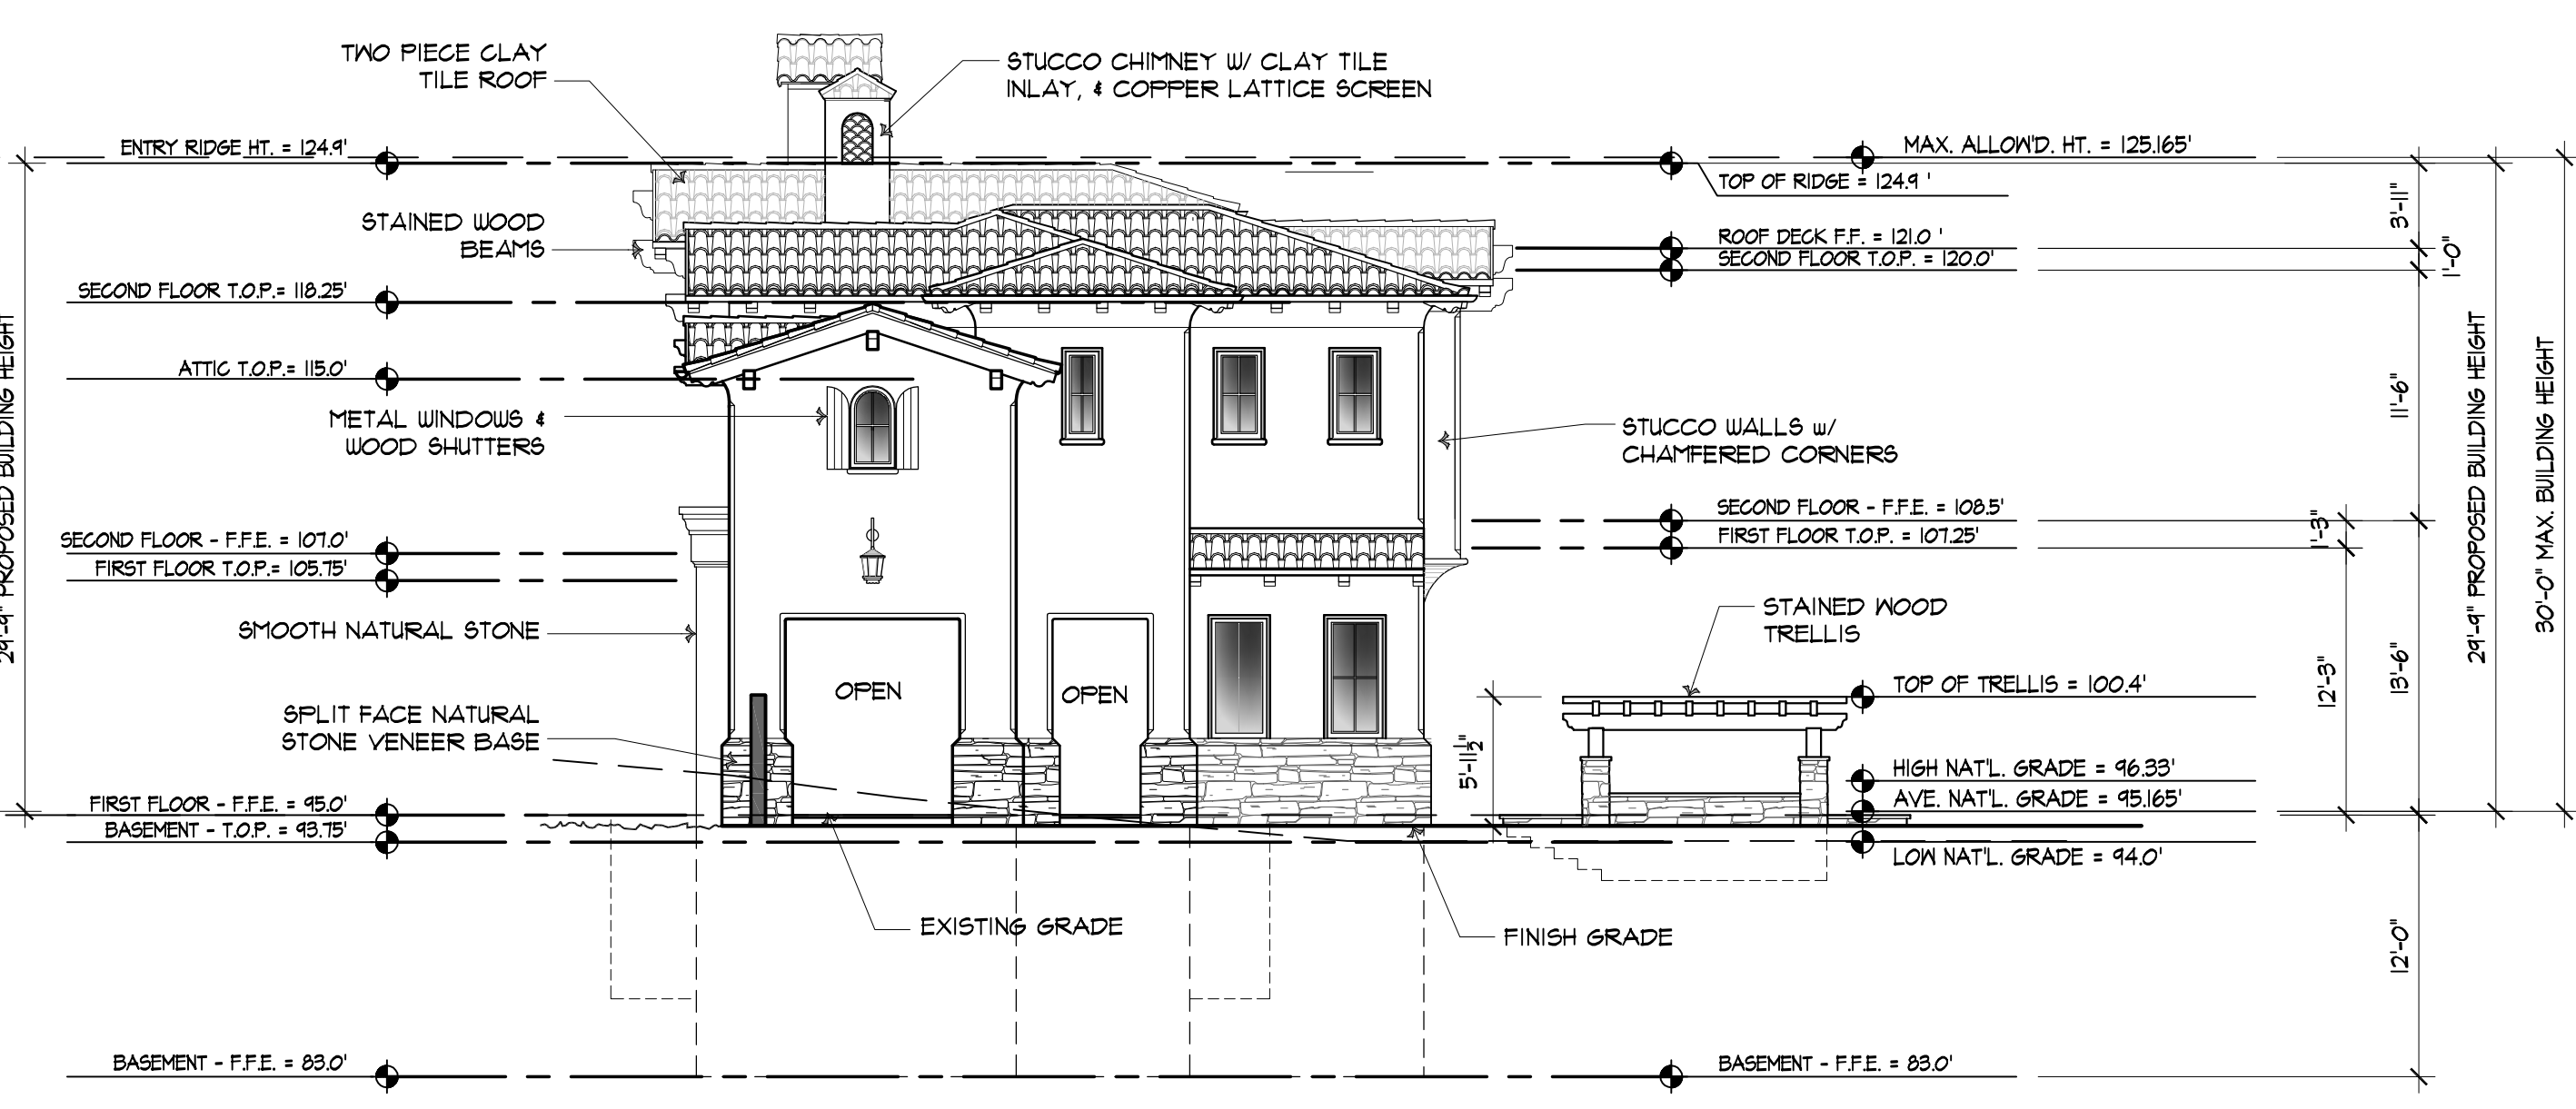 TWO PIECE CLAY
TILE ROOF
STUCCO CHIMNEY W/ CLAY TILE
INLAY, & COPPER LATTICE SCREEN
ENTRY RIDGE HT. = 124.9'
MAX. ALLOW'D. HT. = 125.165'
TOP OF RIDGE = 124.9 '
3'-11"
STAINED WOOD
BEAMS
ROOF DECK F.F. = 121.0 '
SECOND FLOOR T.O.P. = 120.0'
1'-0"
SECOND FLOOR T.O.P.= 118.25'
ATTIC T.O.P.= 115.0'
METAL WINDOWS &
WOOD SHUTTERS
11'-6"
STUCCO WALLS w/
CHAMFERED CORNERS
29'-9" PROPOSED BUILDING HEIGHT
29'-9" PROPOSED BUILDING HEIGHT
30'-0" MAX. BUILDING HEIGHT
SECOND FLOOR - F.F.E. = 108.5'
FIRST FLOOR T.O.P. = 107.25'
1'-3"
SECOND FLOOR - F.F.E. = 107.0'
FIRST FLOOR T.O.P.= 105.75'
SMOOTH NATURAL STONE
STAINED WOOD
TRELLIS
OPEN
OPEN
TOP OF TRELLIS = 100.4'
12'-3"
13'-6"
SPLIT FACE NATURAL
STONE VENEER BASE
5'-11 1/2"
HIGH NAT'L. GRADE = 96.33'
AVE. NAT'L. GRADE = 95.165'
FIRST FLOOR - F.F.E. = 95.0'
BASEMENT - T.O.P. = 93.75'
LOW NAT'L. GRADE = 94.0'
EXISTING GRADE
FINISH GRADE
12'-0"
BASEMENT - F.F.E. = 83.0'
BASEMENT - F.F.E. = 83.0'